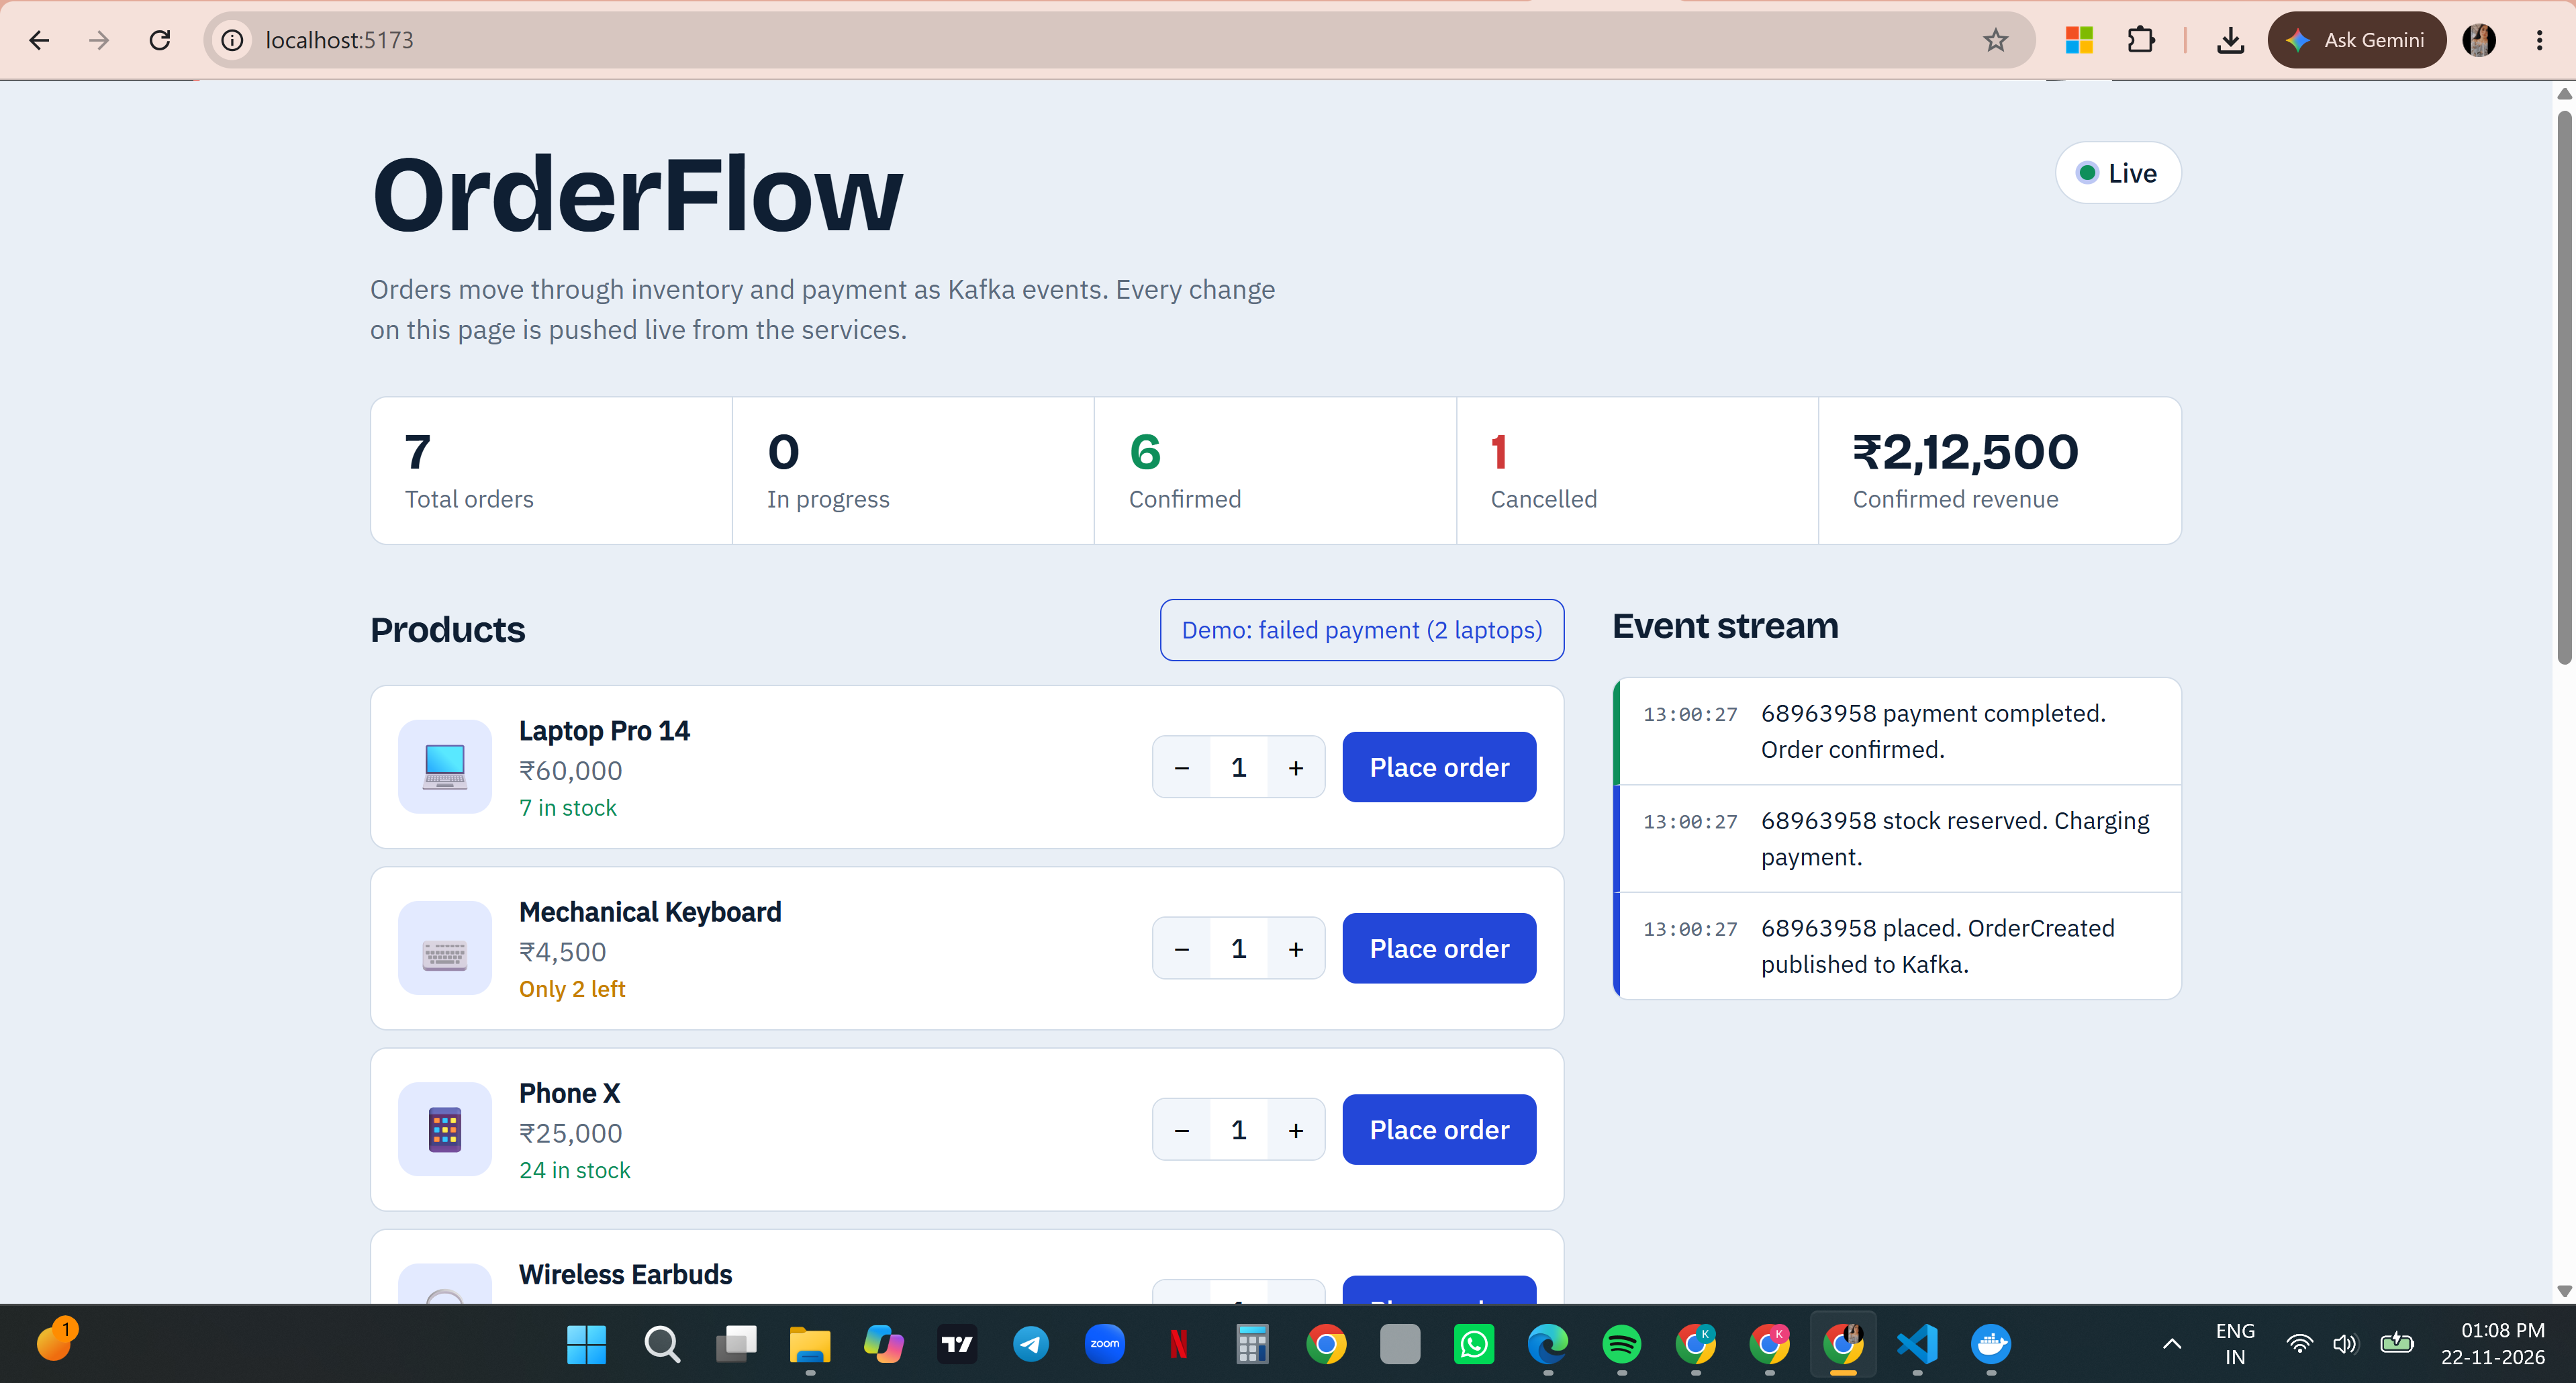 localhost:5173
Ask Gemini
OrderFlow
Live
Orders move through inventory and payment as Kafka events. Every change
on this page is pushed live from the services.
7
Total orders
0
In progress
6
Confirmed
1
Cancelled
₹2,12,500
Confirmed revenue
Products
Demo: failed payment (2 laptops)
Laptop Pro 14
₹60,000
7 in stock
− 1 +
Place order
Mechanical Keyboard
₹4,500
Only 2 left
− 1 +
Place order
Phone X
₹25,000
24 in stock
− 1 +
Place order
Wireless Earbuds
Event stream
13:00:27 68963958 payment completed.
Order confirmed.
13:00:27 68963958 stock reserved. Charging
payment.
13:00:27 68963958 placed. OrderCreated
published to Kafka.
1
zoom
N
K
K
ENG
IN
01:08 PM
22-11-2026